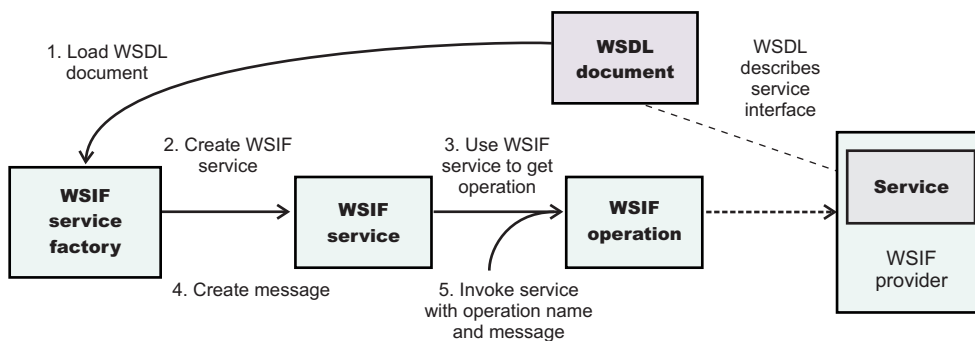 1. Load WSDL
document
WSDL
document
WSDL
describes
service
interface
2. Create WSIF
service
3. Use WSIF
service to get
operation
WSIF
service
factory
WSIF
service
WSIF
operation
Service
WSIF
provider
4. Create message
5. Invoke service
with operation name
and message